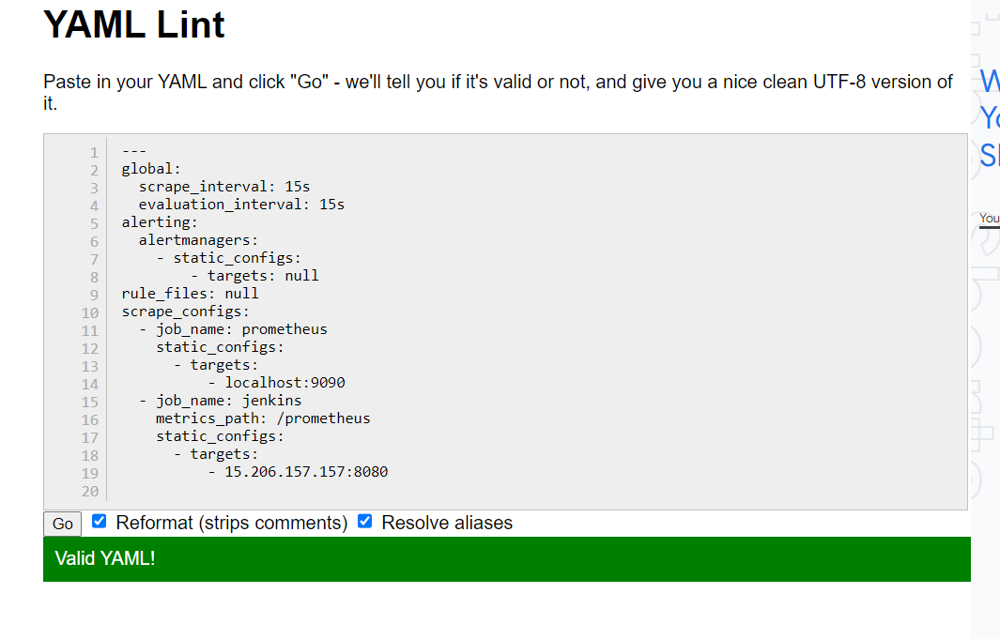 YAML Lint
Paste in your YAML and click "Go" - we'll tell you if it's valid or not, and give you a nice clean UTF-8 version of
it.
1 ---
2 global:
3   scrape_interval: 15s
4   evaluation_interval: 15s
5 alerting:
6   alertmanagers:
7     - static_configs:
8         - targets: null
9 rule_files: null
10 scrape_configs:
11   - job_name: prometheus
12     static_configs:
13       - targets:
14           - localhost:9090
15   - job_name: jenkins
16     metrics_path: /prometheus
17     static_configs:
18       - targets:
19           - 15.206.157.157:8080
20
Go Reformat (strips comments) Resolve aliases
Valid YAML!
You